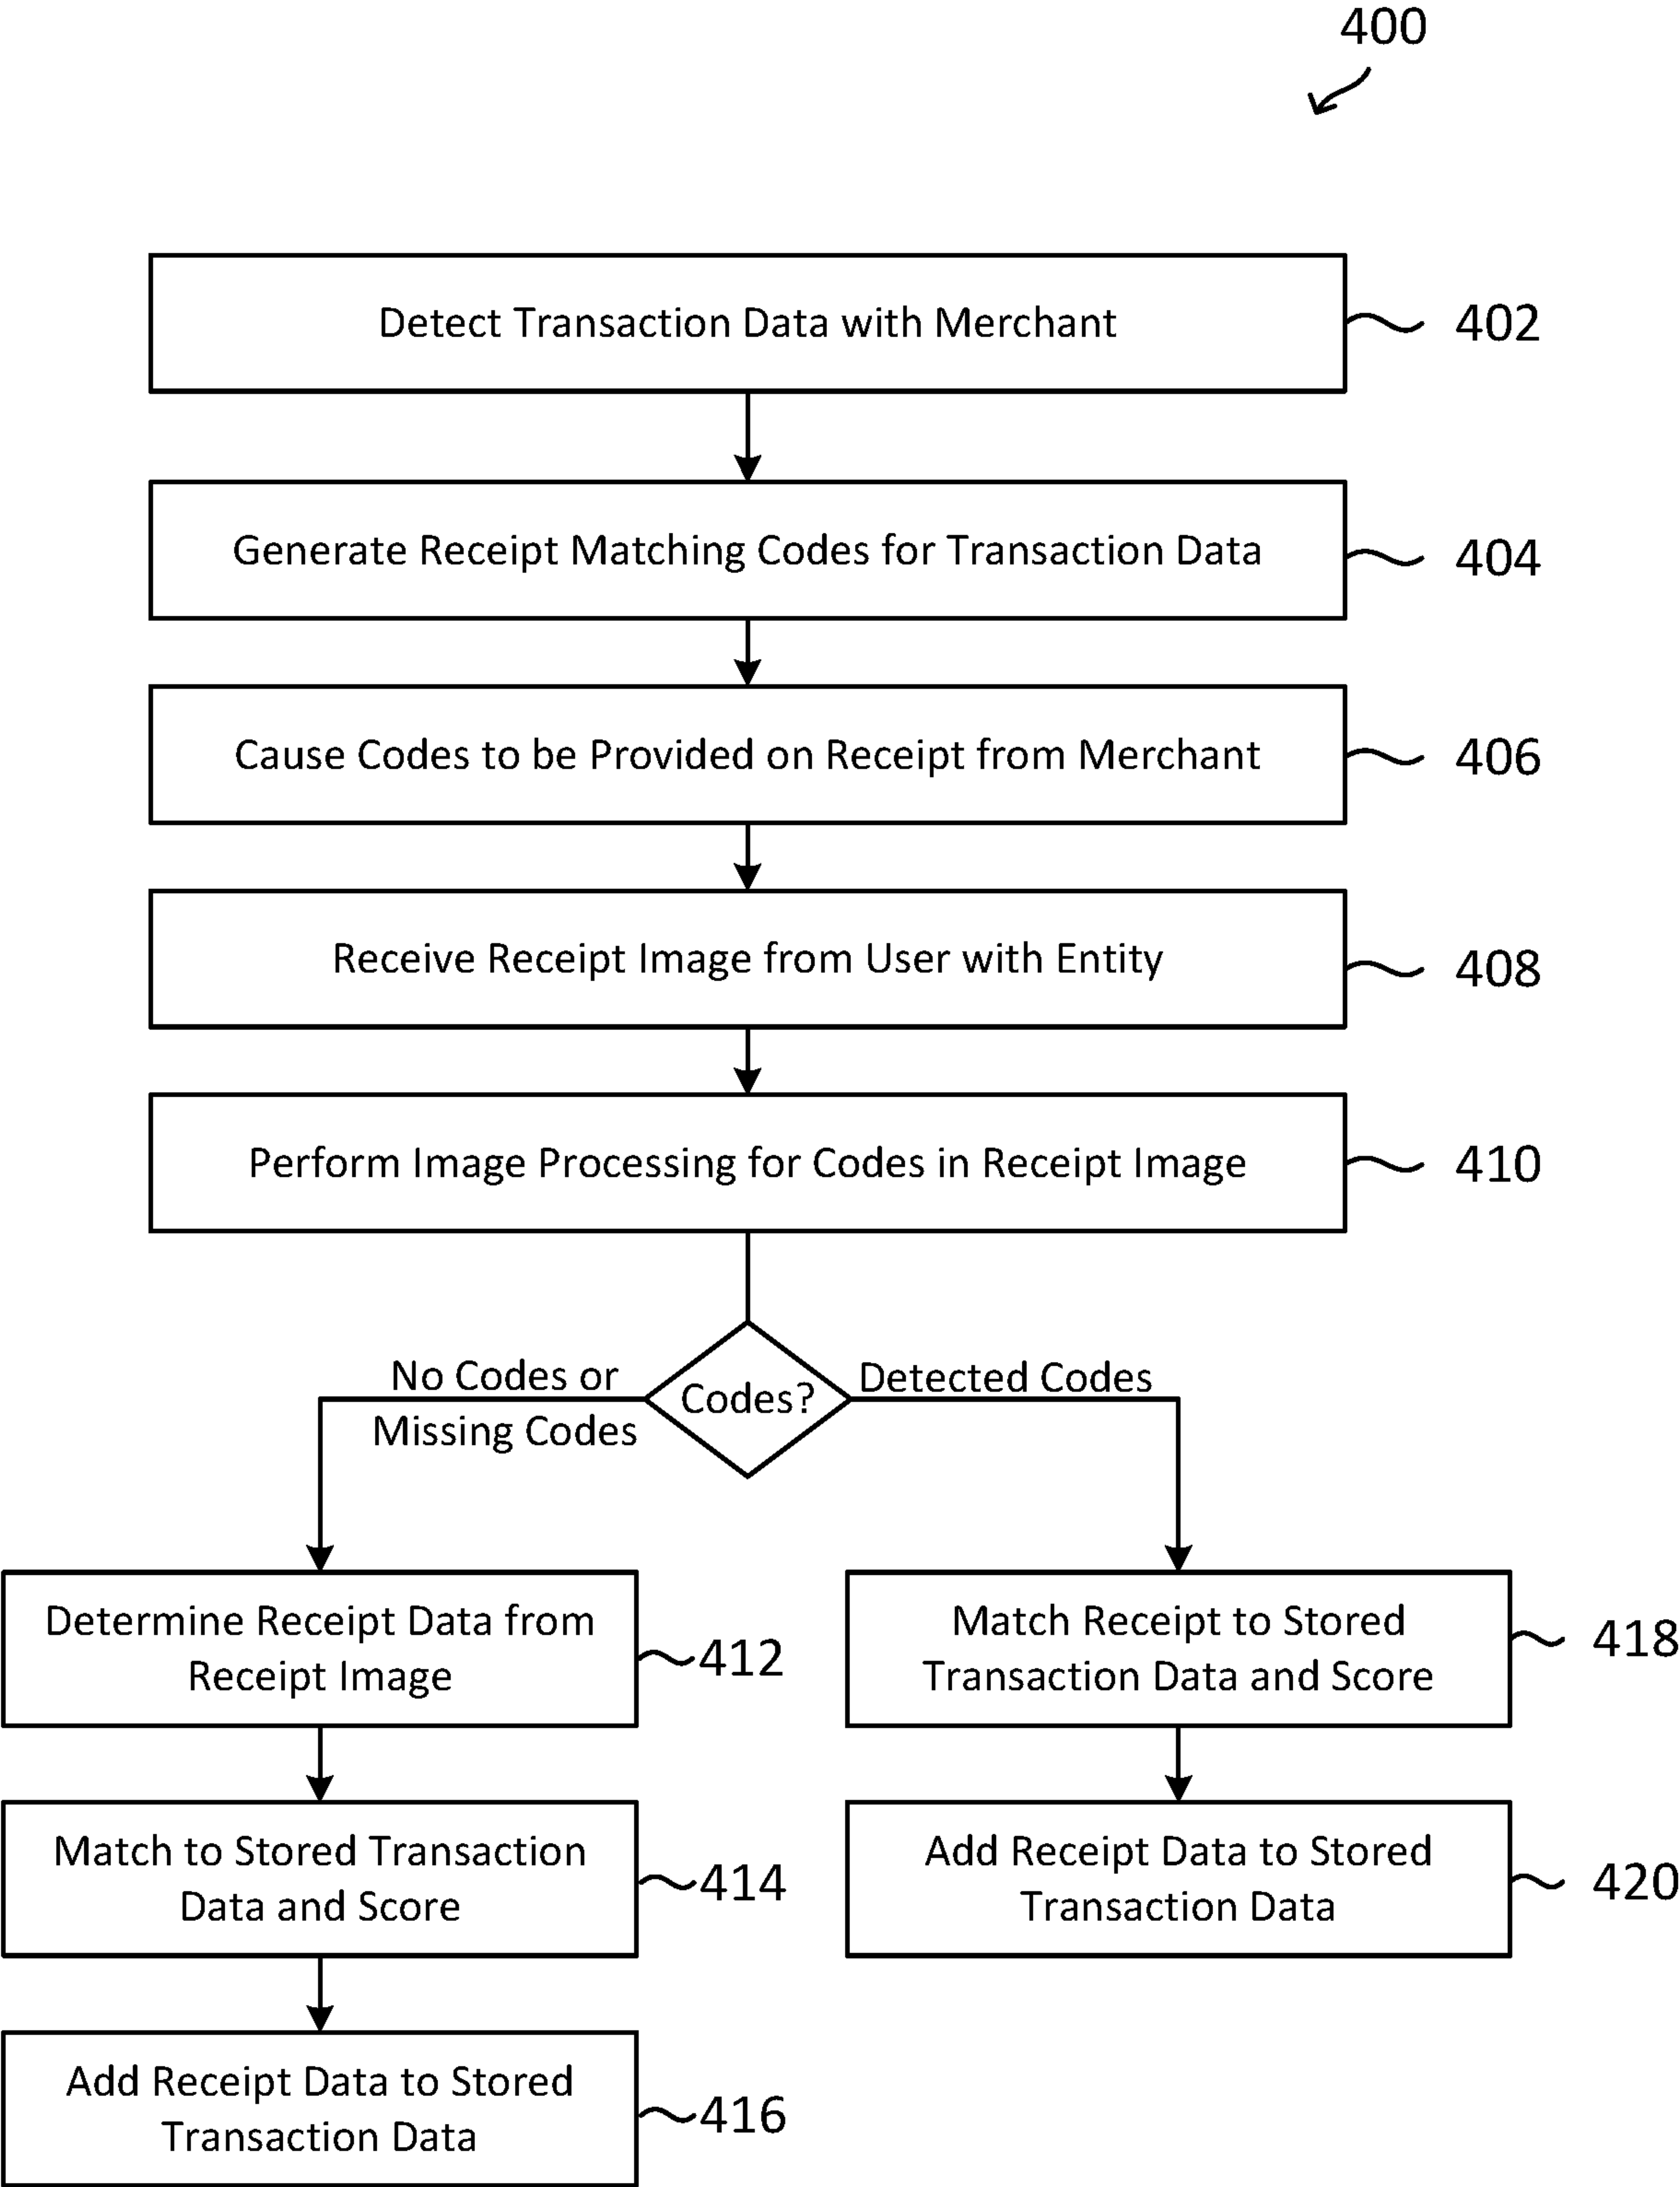 400
Detect Transaction Data with Merchant
402
Generate Receipt Matching Codes for Transaction Data
404
Cause Codes to be Provided on Receipt from Merchant
406
Receive Receipt Image from User with Entity
408
Perform Image Processing for Codes in Receipt Image
410
No Codes or
Missing Codes
Codes?
Detected Codes
Determine Receipt Data from
Receipt Image
412
Match to Stored Transaction
Data and Score
414
Add Receipt Data to Stored
Transaction Data
416
Match Receipt to Stored
Transaction Data and Score
418
Add Receipt Data to Stored
Transaction Data
420